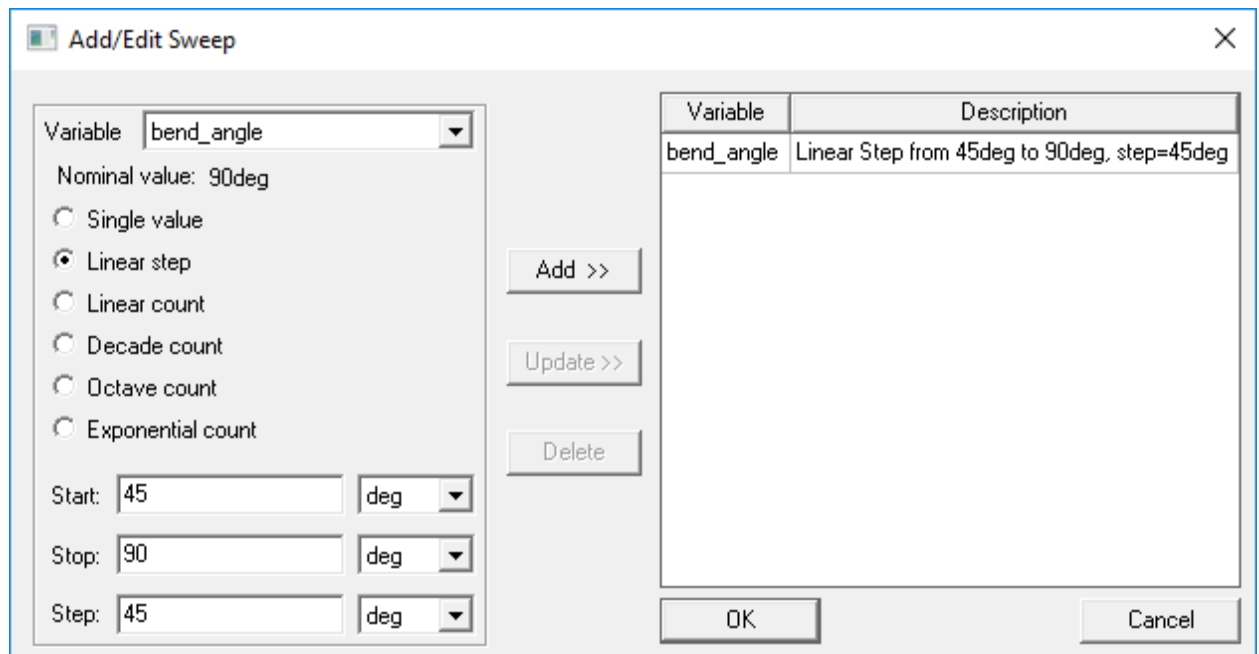 Add/Edit Sweep
Variable bend_angle
Nominal value: 90deg
Single value
Linear step
Linear count
Decade count
Octave count
Exponential count
Start: 45 deg
Stop: 90 deg
Step: 45 deg
Add >>
Update >>
Delete
Variable Description
bend_angle Linear Step from 45deg to 90deg, step=45deg
OK Cancel